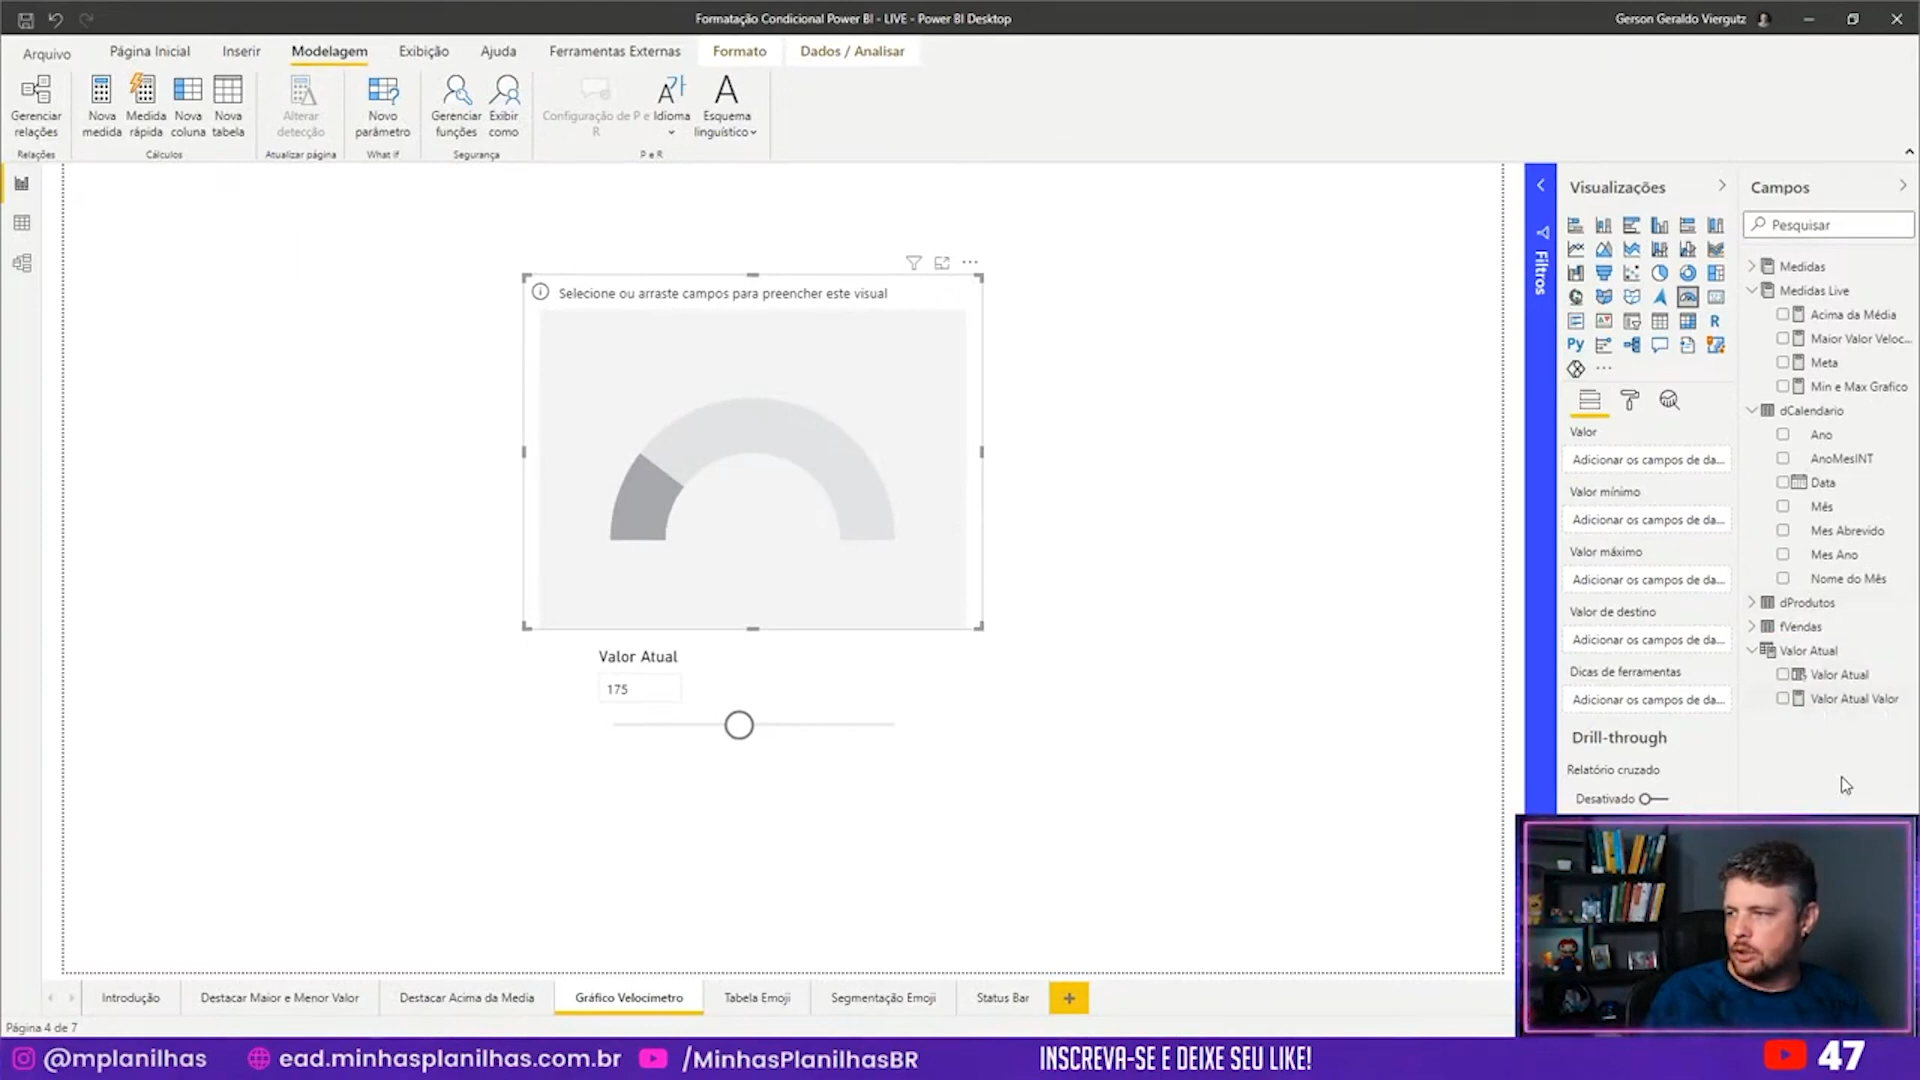 Formatação Condicional Power BI - LIVE - Power BI Desktop
Gerson Geraldo Viergutz
Arquivo
Página Inicial
Inserir
Modelagem
Exibição
Ajuda
Ferramentas Externas
Formato
Dados / Analisar
Gerenciar relações
Nova medida
Medida rápida
Nova coluna
Nova tabela
Alterar detecção
Novo parâmetro
Gerenciar funções
Exibir como
Configuração de P e R
Idioma
Esquema linguístico
Relações
Cálculos
Atualizar página
What if
Segurança
P e R
Selecione ou arraste campos para preencher este visual
Valor Atual
175
Filtros
Visualizações
R
Py
Valor
Adicionar os campos de da...
Valor mínimo
Adicionar os campos de da...
Valor máximo
Adicionar os campos de da...
Valor de destino
Adicionar os campos de da...
Dicas de ferramentas
Adicionar os campos de da...
Drill-through
Relatório cruzado
Desativado
Campos
Pesquisar
Medidas
Medidas Live
Acima da Média
Maior Valor Veloc...
Meta
Min e Max Grafico
dCalendario
Ano
AnoMesINT
Data
Mês
Mes Abrevido
Mes Ano
Nome do Mês
dProdutos
fVendas
Valor Atual
Valor Atual
Valor Atual Valor
Introdução
Destacar Maior e Menor Valor
Destacar Acima da Media
Gráfico Velocímetro
Tabela Emoji
Segmentação Emoji
Status Bar
Página 4 de 7
@mplanilhas
ead.minhasplanilhas.com.br
/MinhasPlanilhasBR
INSCREVA-SE E DEIXE SEU LIKE!
47